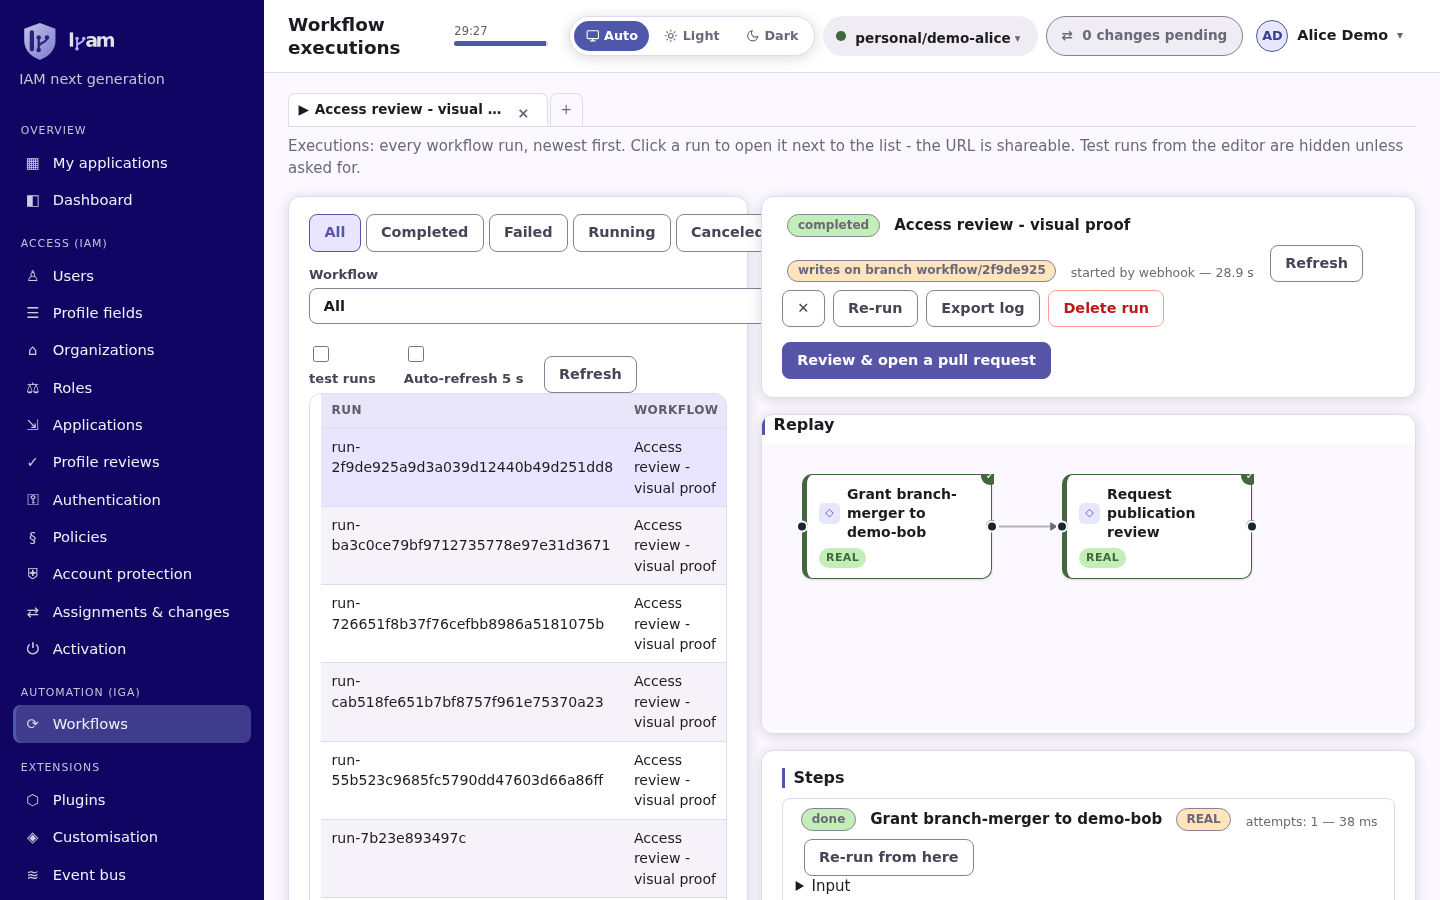 Iɣam
IAM next generation
OVERVIEW
My applications
Dashboard
ACCESS (IAM)
Users
Profile fields
Organizations
Roles
Applications
Profile reviews
Authentication
Policies
Account protection
Assignments & changes
Activation
AUTOMATION (IGA)
Workflows
EXTENSIONS
Plugins
Customisation
Event bus
Workflow
executions
29:27
Auto
Light
Dark
personal/demo-alice
0 changes pending
AD
Alice Demo
Access review - visual ...
Executions: every workflow run, newest first. Click a run to open it next to the list - the URL is shareable. Test runs from the editor are hidden unless
asked for.
All
Completed
Failed
Running
Canceled
Workflow
All
test runs
Auto-refresh 5 s
Refresh
RUN
WORKFLOW
run-
2f9de925a9d3a039d12440b49d251dd8
Access
review -
visual proof
run-
ba3c0ce79bf9712735778e97e31d3671
Access
review -
visual proof
run-
726651f8b37f76cefbb8986a5181075b
Access
review -
visual proof
run-
cab518fe651b7bf8757f961e75370a23
Access
review -
visual proof
run-
55b523c9685fc5790dd47603d66a86ff
Access
review -
visual proof
run-7b23e893497c
Access
review -
visual proof
completed
Access review - visual proof
writes on branch workflow/2f9de925
started by webhook — 28.9 s
Refresh
Re-run
Export log
Delete run
Review & open a pull request
Replay
Grant branch-
merger to
demo-bob
REAL
Request
publication
review
REAL
Steps
done
Grant branch-merger to demo-bob
REAL
attempts: 1 — 38 ms
Re-run from here
Input